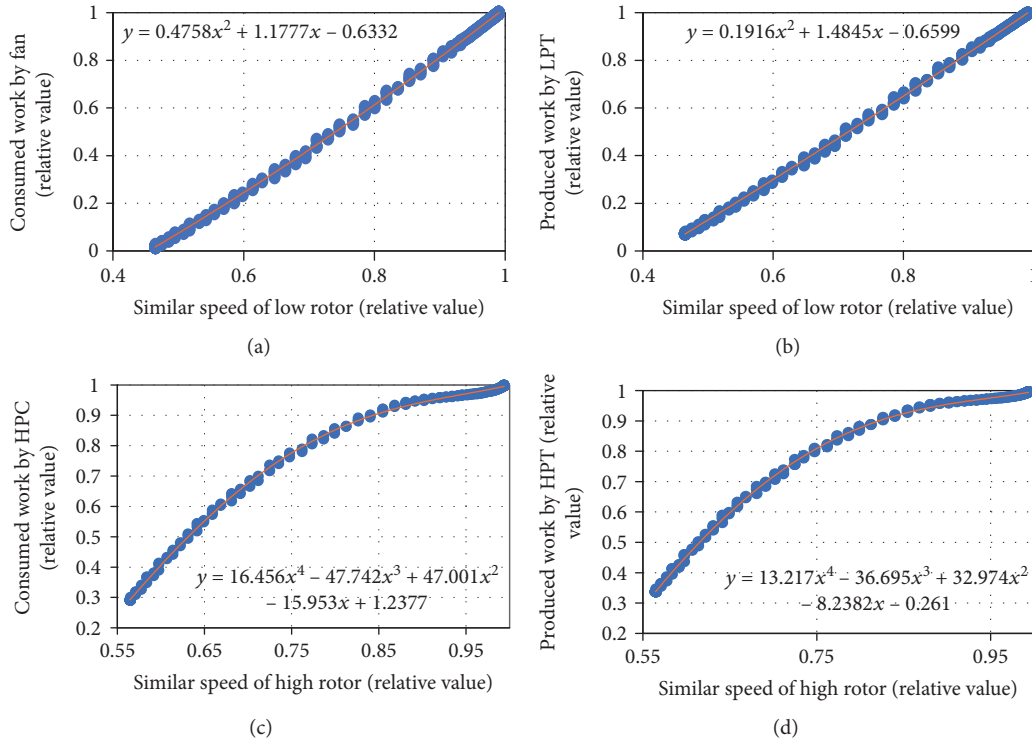 Consumed work by fan
(relative value)
1
0.8
0.6
0.4
0.2
0
y = 0.4758x² + 1.1777x − 0.6332
0.4 0.6 0.8 1
Similar speed of low rotor (relative value)
(a)
Produced work by LPT
(relative value)
1
0.8
0.6
0.4
0.2
0
y = 0.1916x² + 1.4845x − 0.6599
0.4 0.6 0.8 1
Similar speed of low rotor (relative value)
(b)
Consumed work by HPC
(relative value)
1
0.9
0.8
0.7
0.6
0.5
0.4
0.3
0.2
y = 16.456x⁴ − 47.742x³ + 47.001x²
− 15.953x + 1.2377
0.55 0.65 0.75 0.85 0.95
Similar speed of high rotor (relative value)
(c)
Produced work by HPT (relative
value)
1
0.9
0.8
0.7
0.6
0.5
0.4
0.3
0.2
y = 13.217x⁴ − 36.695x³ + 32.974x²
− 8.2382x − 0.261
0.55 0.75 0.95
Similar speed of high rotor (relative value)
(d)